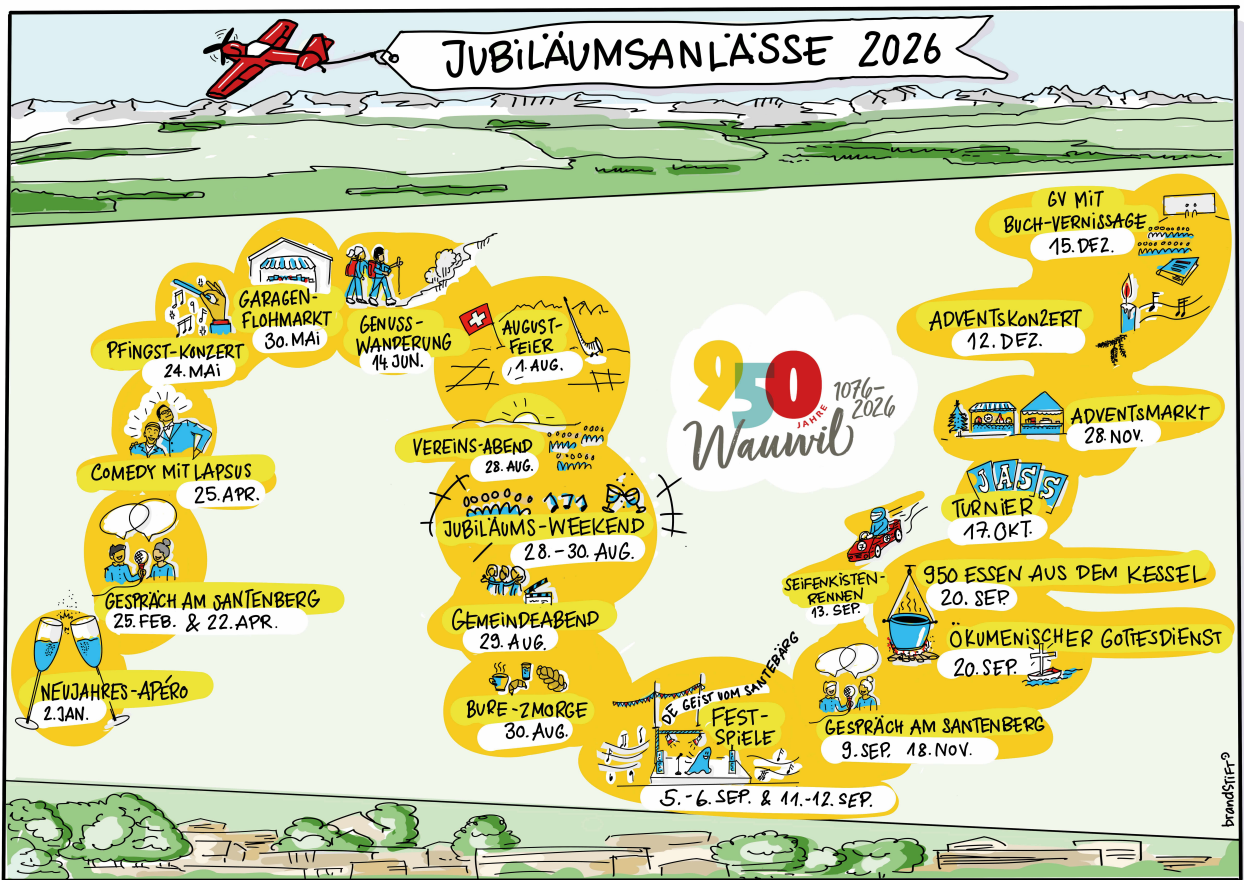 JUBILÄUMSANLÄSSE 2026
NEUJAHRES-APÉRO
2. JAN.
GESPRÄCH AM SANTENBERG
25. FEB. & 22. APR.
COMEDY MIT LAPSUS
25. APR.
PFINGST-KONZERT
24. MAI
GARAGEN-
FLOHMARKT
30. MAI
GENUSS-
WANDERUNG
14. JUN.
AUGUST-
FEIER
1. AUG.
VEREINS-ABEND
28. AUG.
JUBILÄUMS-WEEKEND
28.-30. AUG.
GEMEINDEABEND
29. AUG.
BURE-ZMORGE
30. AUG.
DE GEIST VOM SANTEBÄRG
FEST-
SPIELE
5.-6. SEP. & 11.-12. SEP.
GESPRÄCH AM SANTENBERG
9. SEP. 18. NOV.
SEIFENKISTEN-
RENNEN
13. SEP.
950 ESSEN AUS DEM KESSEL
20. SEP.
ÖKUMENISCHER GOTTESDIENST
20. SEP.
JASS
TURNIER
17. OKT.
ADVENTSMARKT
28. NOV.
ADVENTSKONZERT
12. DEZ.
GV MIT
BUCH-VERNISSAGE
15. DEZ.
950
JAHRE
1076-
2026
Wauwil
brandstift